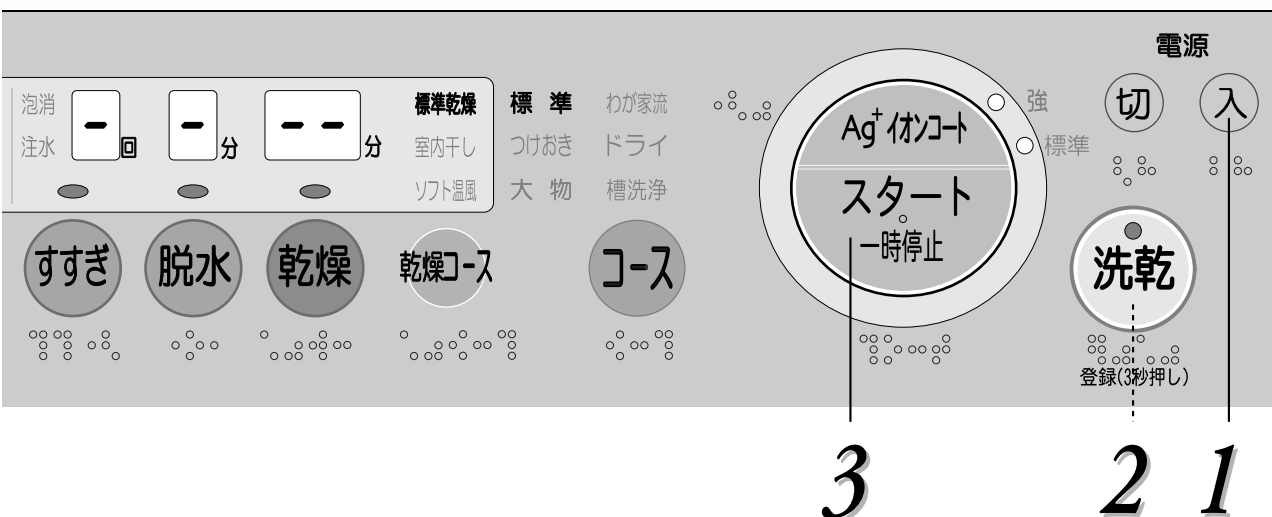 電源
切 入
泡消
注水
回 分 分
標準乾燥
室内干し
ソフト温風
標 準
つけおき
大 物
わが家流
ドライ
槽洗浄
Ag⁺イオンコート
強
標準
スタート
一時停止
すすぎ 脱水 乾燥 乾燥コース コース
洗乾
登録(3秒押し)
3 2 1